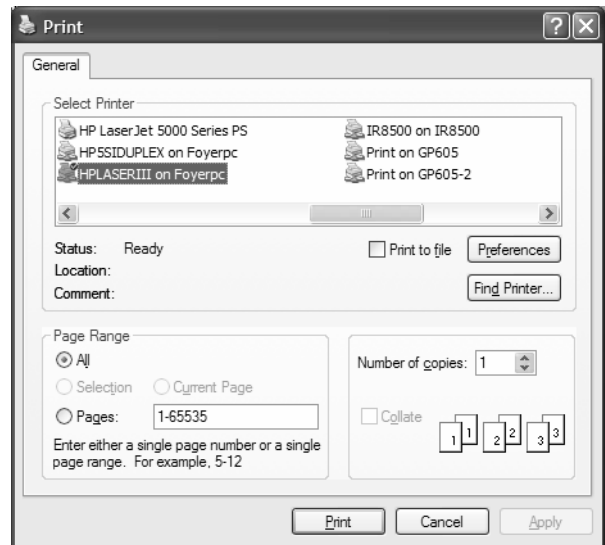 Print
General
Select Printer
HP LaserJet 5000 Series PS
HP5SIDUPLEX on Foyerpc
HPLASERIII on Foyerpc
IR8500 on IR8500
Print on GP605
Print on GP605-2
Status: Ready
Location:
Comment:
Print to file
Preferences
Find Printer...
Page Range
All
Selection Current Page
Pages: 1-65535
Enter either a single page number or a single
page range. For example, 5-12
Number of copies: 1
Collate
1 1 2 2 3 3
Print Cancel Apply